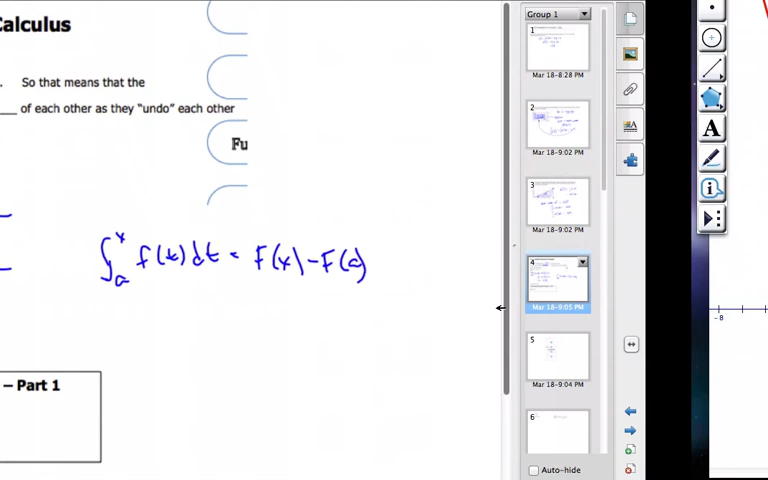 Calculus
. So that means that the
__ of each other as they “undo” each other
Fu
∫ₐˣ f(t)dt = F(x) - F(a)
– Part 1
Group 1
1
Mar 18-8:28 PM
2
Mar 18-9:02 PM
3
Mar 18-9:02 PM
4
Mar 18-9:05 PM
5
Mar 18-9:04 PM
6
Auto-hide
A
-8